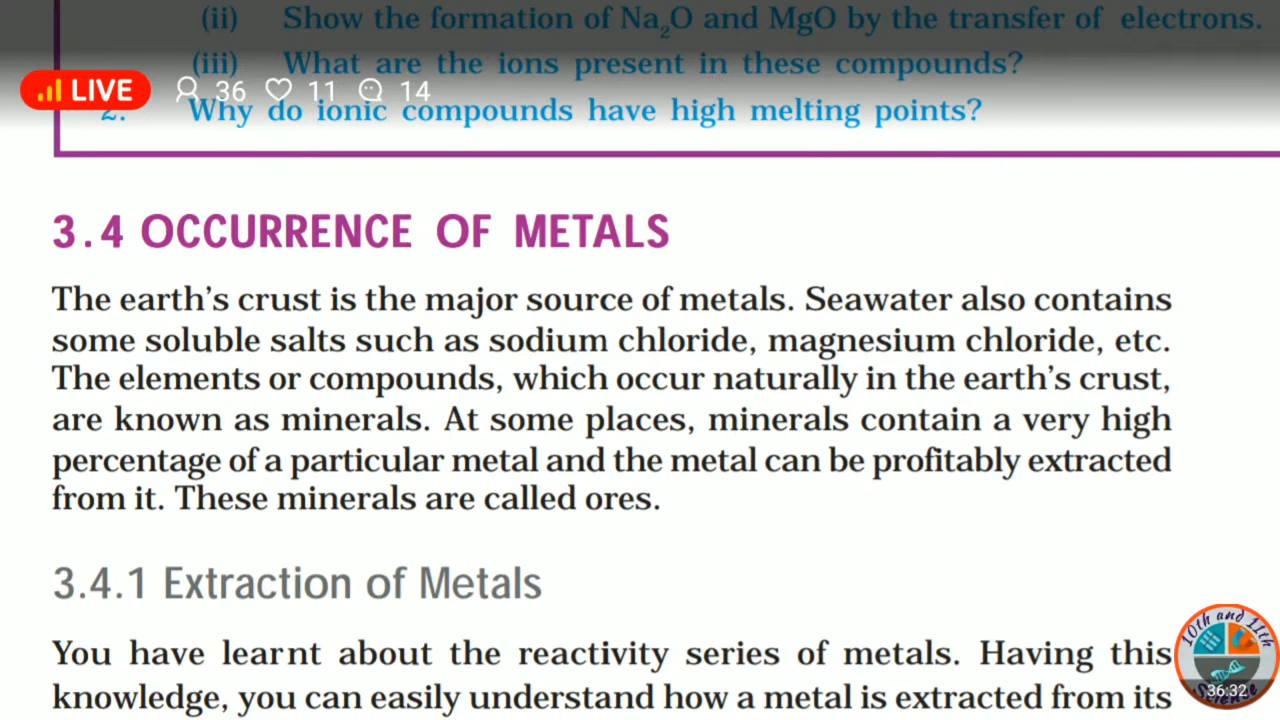 (ii) Show the formation of Na₂O and MgO by the transfer of electrons.
(iii) What are the ions present in these compounds?
LIVE 36 11 14
2. Why do ionic compounds have high melting points?
3.4 OCCURRENCE OF METALS
The earth's crust is the major source of metals. Seawater also contains
some soluble salts such as sodium chloride, magnesium chloride, etc.
The elements or compounds, which occur naturally in the earth's crust,
are known as minerals. At some places, minerals contain a very high
percentage of a particular metal and the metal can be profitably extracted
from it. These minerals are called ores.
3.4.1 Extraction of Metals
You have learnt about the reactivity series of metals. Having this
knowledge, you can easily understand how a metal is extracted from its
10th and 11th
36:32
Science